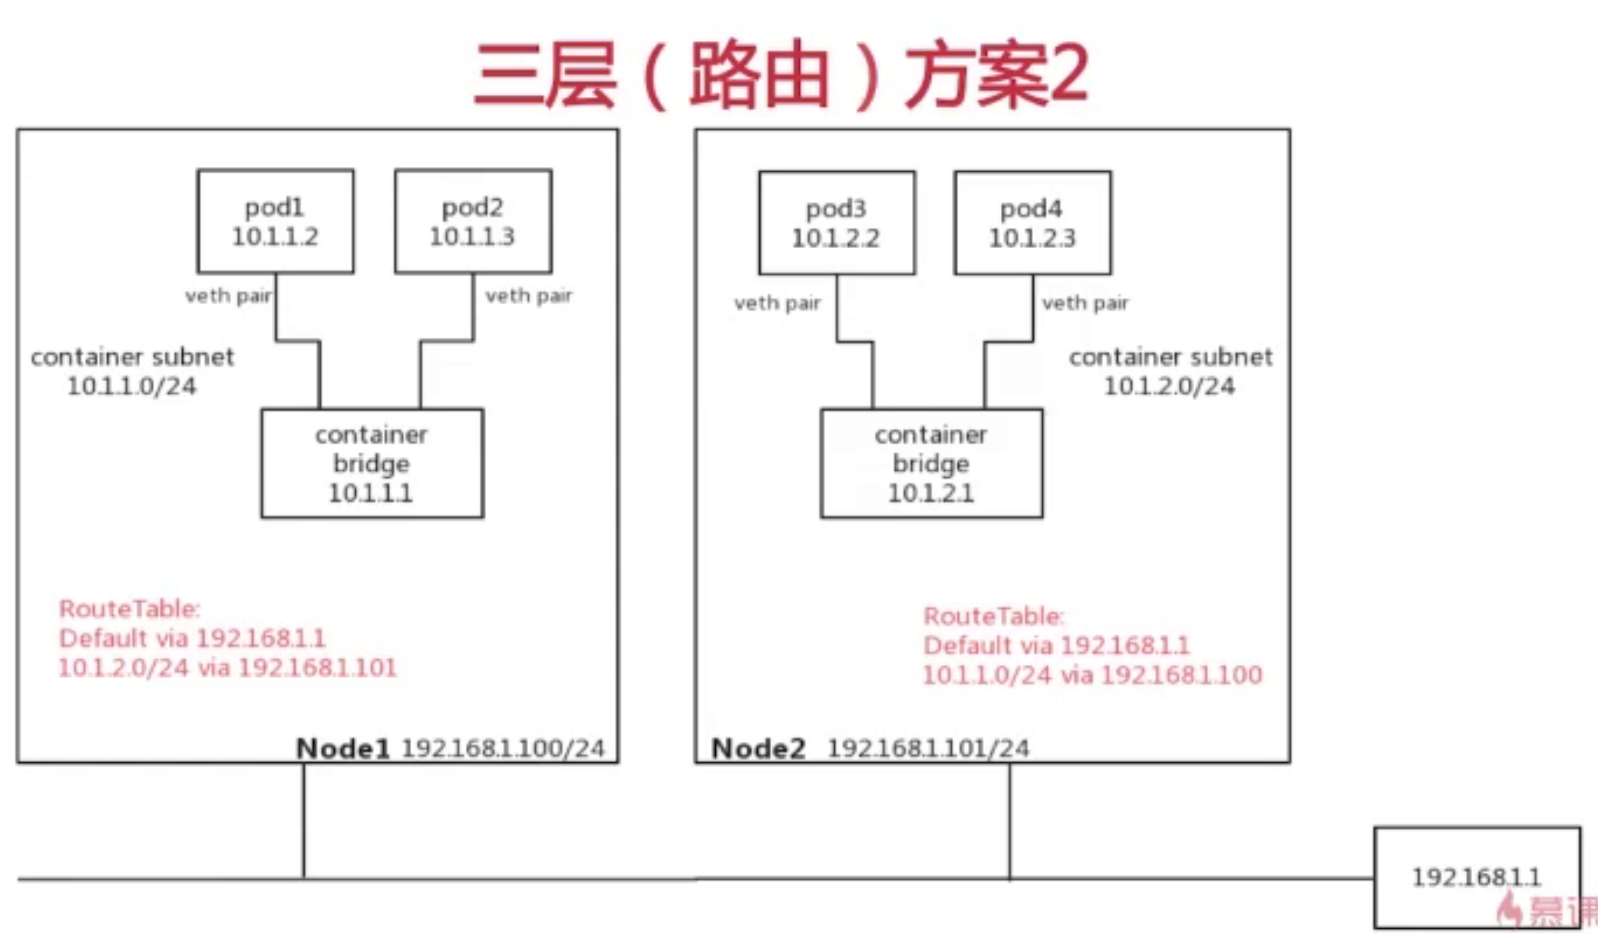 三层（路由）方案2
pod1
10.1.1.2
pod2
10.1.1.3
veth pair
veth pair
container subnet
10.1.1.0/24
container
bridge
10.1.1.1
RouteTable:
Default via 192.168.1.1
10.1.2.0/24 via 192.168.1.101
Node1 192.168.1.100/24
pod3
10.1.2.2
pod4
10.1.2.3
veth pair
veth pair
container subnet
10.1.2.0/24
container
bridge
10.1.2.1
RouteTable:
Default via 192.168.1.1
10.1.1.0/24 via 192.168.1.100
Node2 192.168.1.101/24
192.168.1.1
慕课